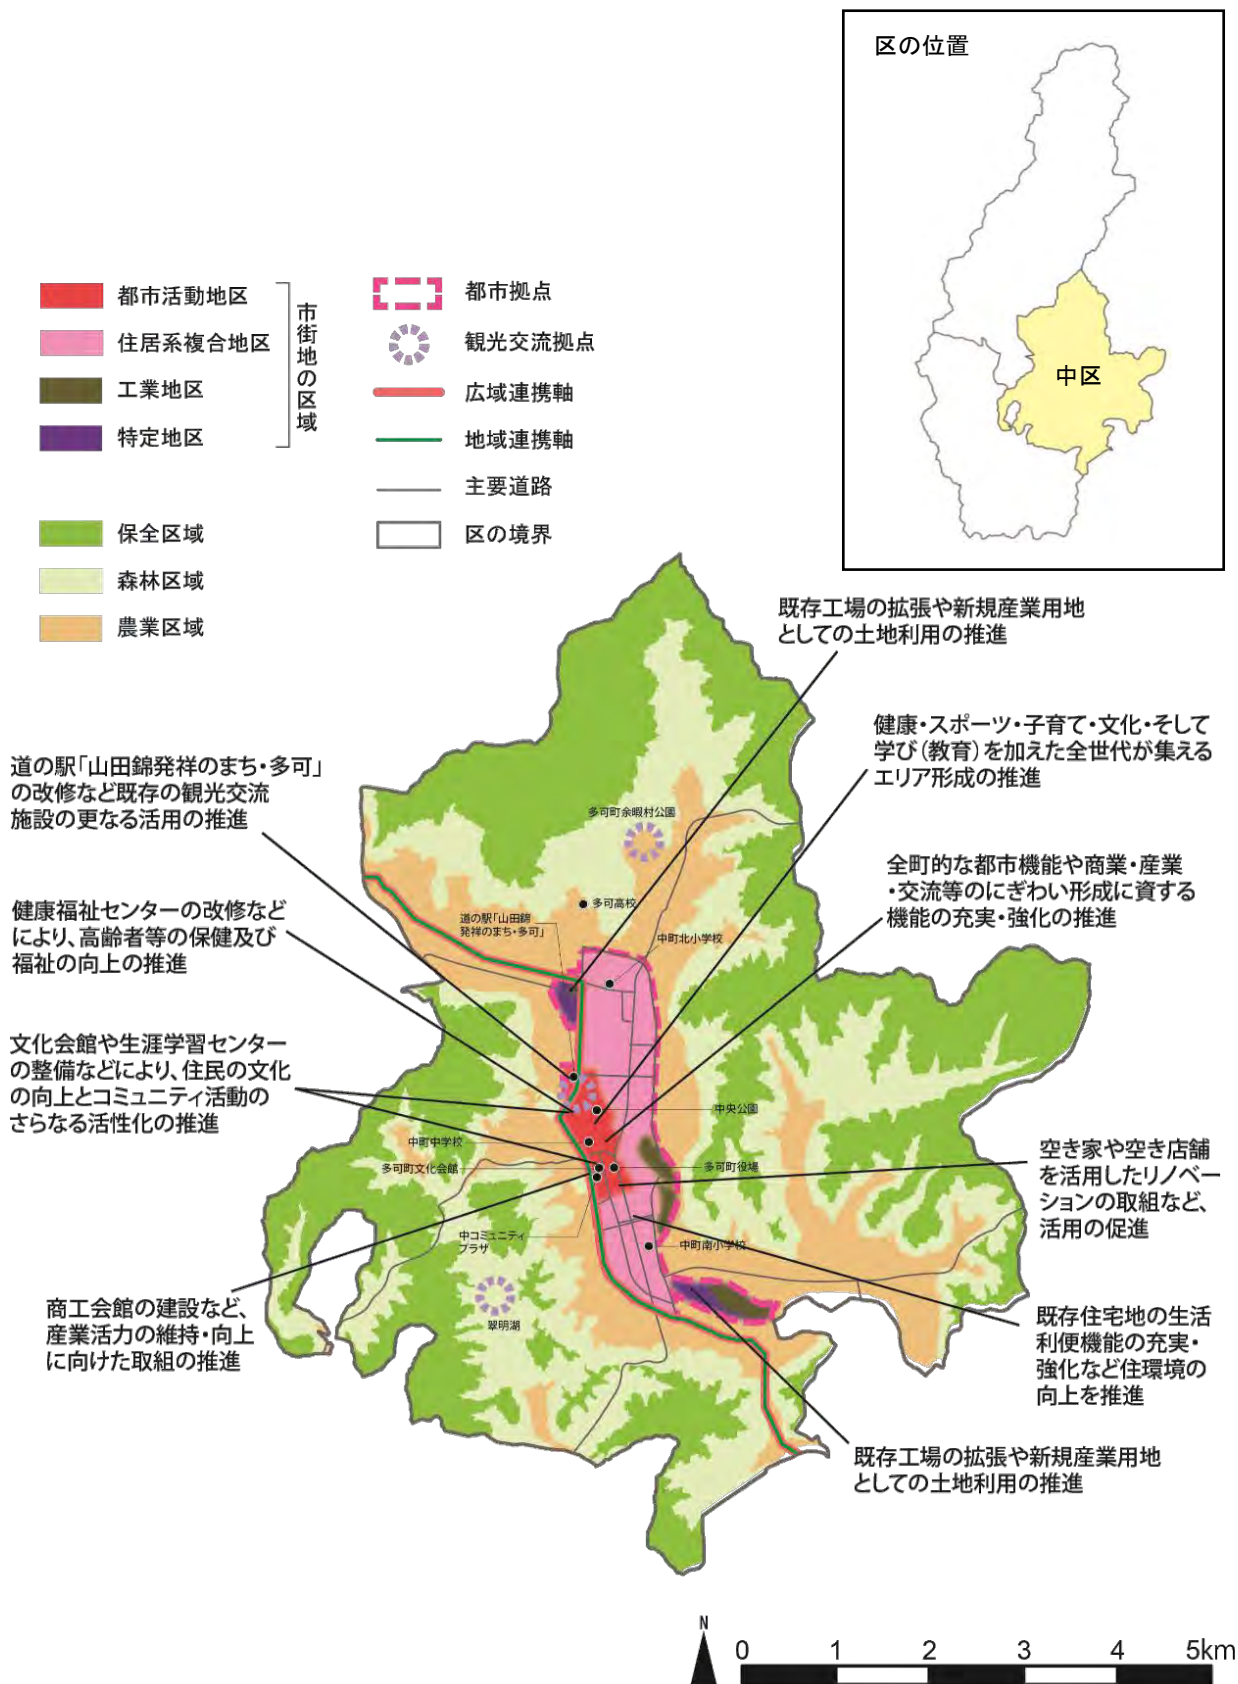 区の位置
中区
都市活動地区
住居系複合地区
工業地区
特定地区
市街地の区域
保全区域
森林区域
農業区域
都市拠点
観光交流拠点
広域連携軸
地域連携軸
主要道路
区の境界
既存工場の拡張や新規産業用地
としての土地利用の推進
健康・スポーツ・子育て・文化・そして
学び(教育)を加えた全世代が集える
エリア形成の推進
全町的な都市機能や商業・産業
・交流等のにぎわい形成に資する
機能の充実・強化の推進
道の駅「山田錦発祥のまち・多可」
の改修など既存の観光交流
施設の更なる活用の推進
健康福祉センターの改修など
により、高齢者等の保健及び
福祉の向上の推進
文化会館や生涯学習センター
の整備などにより、住民の文化
の向上とコミュニティ活動の
さらなる活性化の推進
商工会館の建設など、
産業活力の維持・向上
に向けた取組の推進
多可町余暇村公園
多可高校
道の駅「山田錦
発祥のまち・多可」
中町北小学校
中央公園
中町中学校
多可町文化会館
多可町役場
中コミュニティ
プラザ
中町南小学校
翠明湖
空き家や空き店舗
を活用したリノベー
ションの取組など、
活用の促進
既存住宅地の生活
利便機能の充実・
強化など住環境の
向上を推進
既存工場の拡張や新規産業用地
としての土地利用の推進
N
0 1 2 3 4 5km